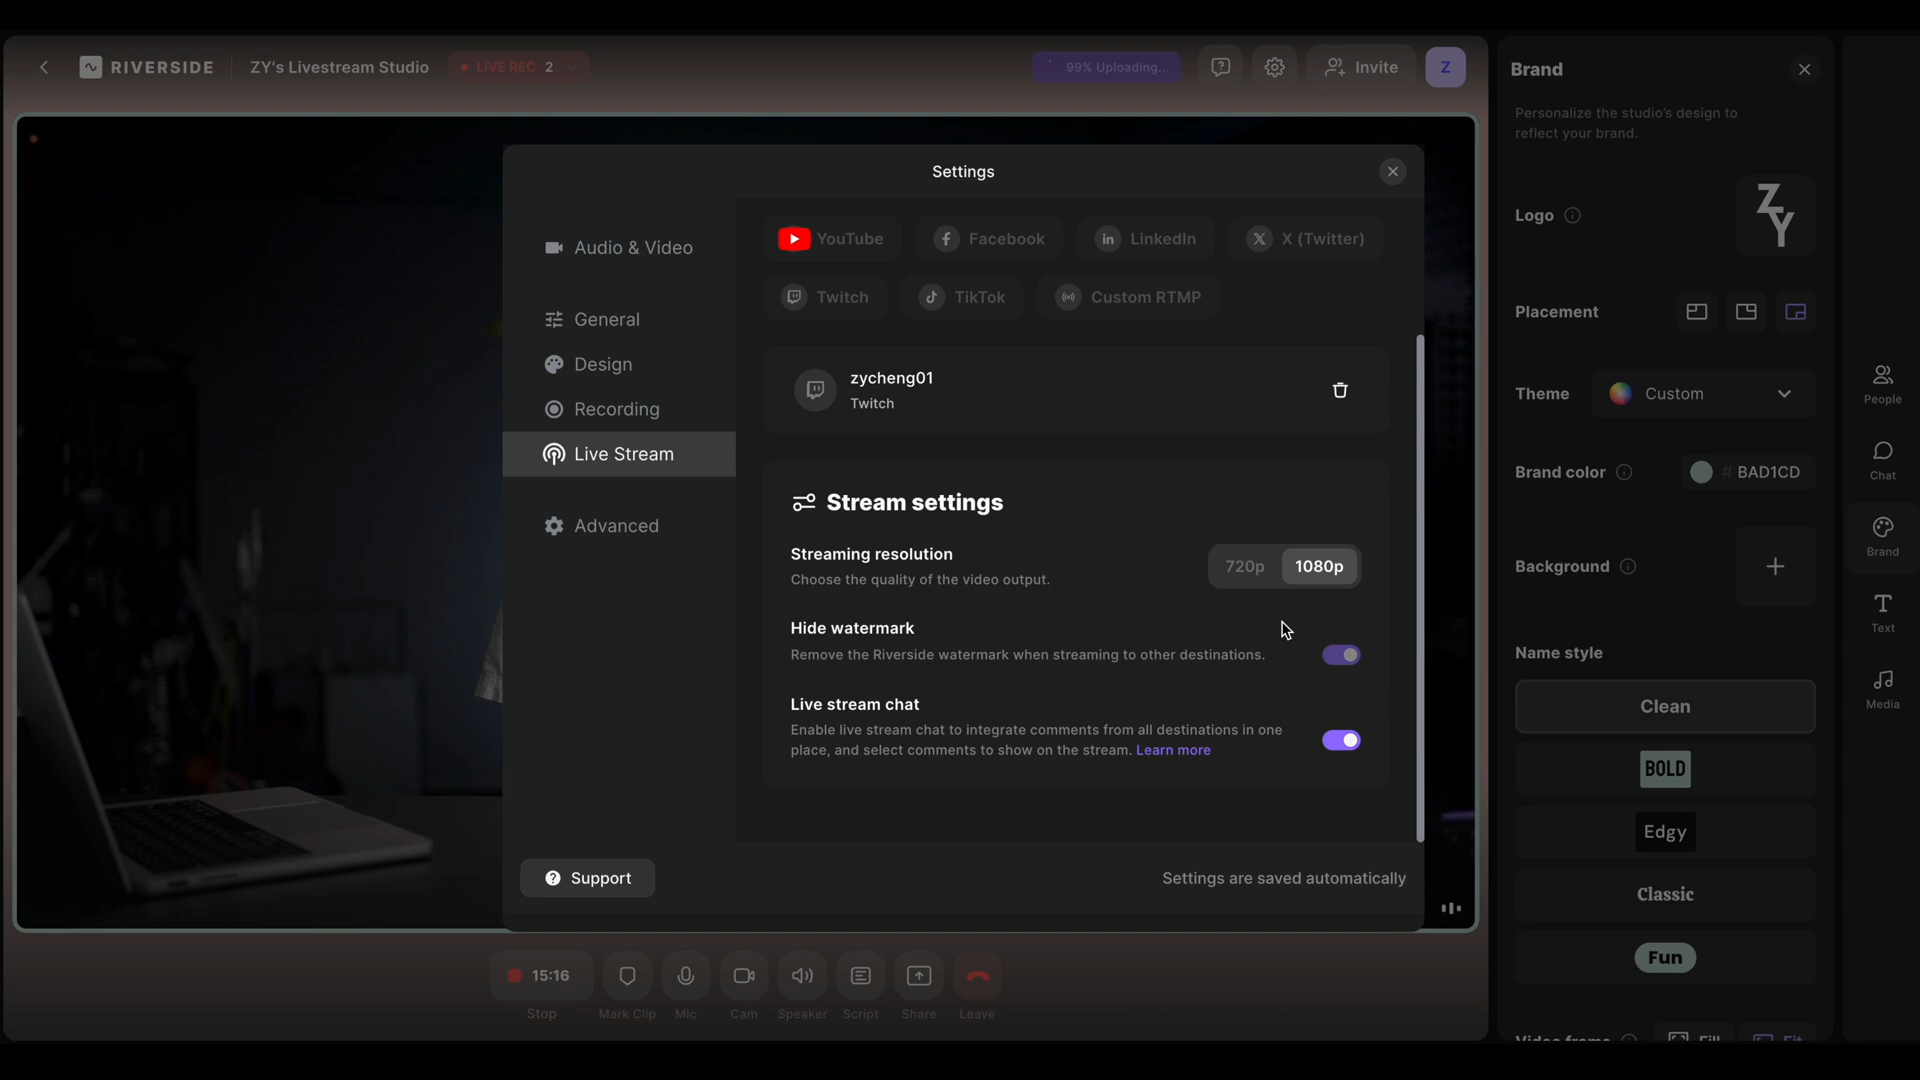 RIVERSIDE
ZY's Livestream Studio
LIVE REC 2
99% Uploading...
Invite
Z
Settings
Audio & Video
General
Design
Recording
Live Stream
Advanced
YouTube
Facebook
LinkedIn
X (Twitter)
Twitch
TikTok
Custom RTMP
zycheng01
Twitch
Stream settings
Streaming resolution
Choose the quality of the video output.
720p
1080p
Hide watermark
Remove the Riverside watermark when streaming to other destinations.
Live stream chat
Enable live stream chat to integrate comments from all destinations in one
place, and select comments to show on the stream. Learn more
Support
Settings are saved automatically
15:16
Stop
Mark Clip
Mic
Cam
Speaker
Script
Share
Leave
Brand
Personalize the studio's design to
reflect your brand.
Logo
ZY
Placement
Theme
Custom
Brand color
# BAD1CD
Background
Name style
Clean
BOLD
Edgy
Classic
Fun
Video frame
Fill
Fit
People
Chat
Brand
Text
Media